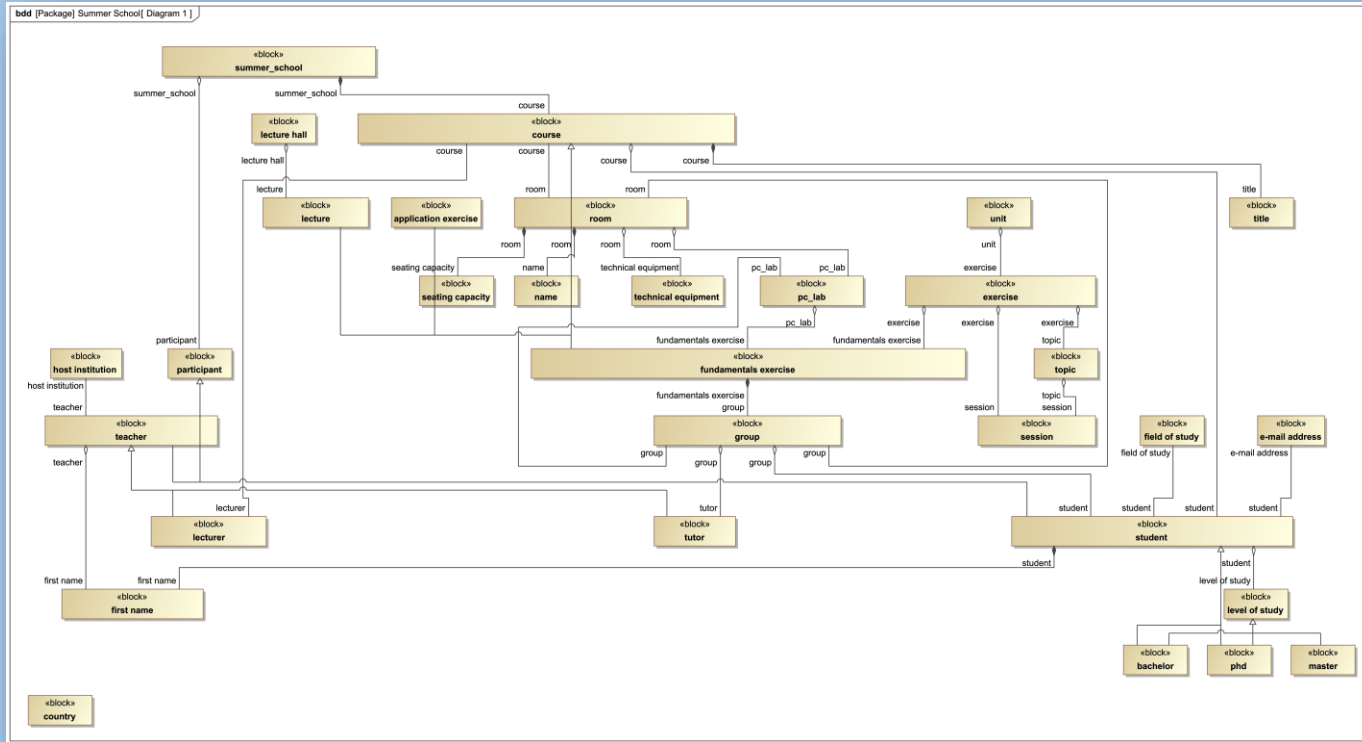 bdd [Package] Summer School[ Diagram 1 ]
«block»
summer_school
summer_school
summer_school
course
«block»
lecture hall
«block»
course
lecture hall
course
course
course
course
lecture
room
room
title
«block»
lecture
«block»
application exercise
«block»
room
«block»
unit
«block»
title
room
room
room
room
unit
seating capacity
name
technical equipment
pc_lab
pc_lab
exercise
«block»
seating capacity
«block»
name
«block»
technical equipment
«block»
pc_lab
«block»
exercise
pc_lab
exercise
exercise
exercise
participant
fundamentals exercise
fundamentals exercise
topic
«block»
host institution
«block»
participant
«block»
fundamentals exercise
«block»
topic
host institution
fundamentals exercise
topic
teacher
group
session
session
«block»
teacher
«block»
group
«block»
session
«block»
field of study
«block»
e-mail address
teacher
group
group
group
group
field of study
e-mail address
lecturer
tutor
student
student
student
student
«block»
lecturer
«block»
tutor
«block»
student
student
student
first name
first name
level of study
«block»
first name
«block»
level of study
«block»
bachelor
«block»
phd
«block»
master
«block»
country